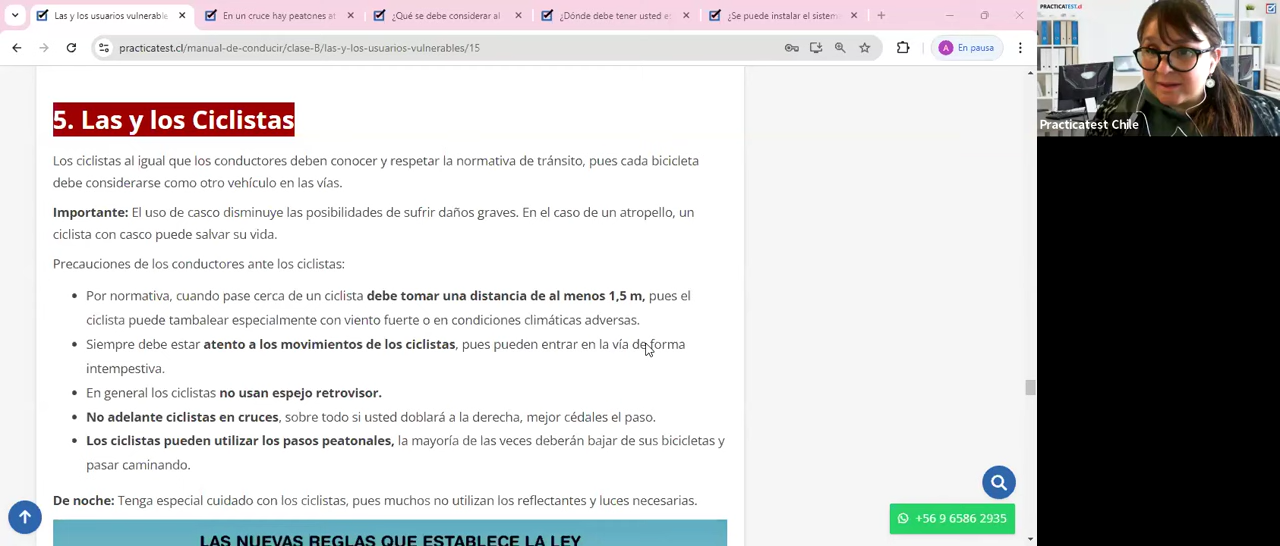 Las y los usuarios vulnerable
En un cruce hay peatones at
¿Qué se debe considerar al
¿Dónde debe tener usted es
¿Se puede instalar el sistema
practicatest.cl/manual-de-conducir/clase-B/las-y-los-usuarios-vulnerables/15
A En pausa
PRACTICATEST.cl
Practicatest Chile
5. Las y los Ciclistas
Los ciclistas al igual que los conductores deben conocer y respetar la normativa de tránsito, pues cada bicicleta
debe considerarse como otro vehículo en las vías.
Importante: El uso de casco disminuye las posibilidades de sufrir daños graves. En el caso de un atropello, un
ciclista con casco puede salvar su vida.
Precauciones de los conductores ante los ciclistas:
Por normativa, cuando pase cerca de un ciclista debe tomar una distancia de al menos 1,5 m, pues el
ciclista puede tambalear especialmente con viento fuerte o en condiciones climáticas adversas.
Siempre debe estar atento a los movimientos de los ciclistas, pues pueden entrar en la vía de forma
intempestiva.
En general los ciclistas no usan espejo retrovisor.
No adelante ciclistas en cruces, sobre todo si usted doblará a la derecha, mejor cédales el paso.
Los ciclistas pueden utilizar los pasos peatonales, la mayoría de las veces deberán bajar de sus bicicletas y
pasar caminando.
De noche: Tenga especial cuidado con los ciclistas, pues muchos no utilizan los reflectantes y luces necesarias.
+56 9 6586 2935
LAS NUEVAS REGLAS QUE ESTABLECE LA LEY